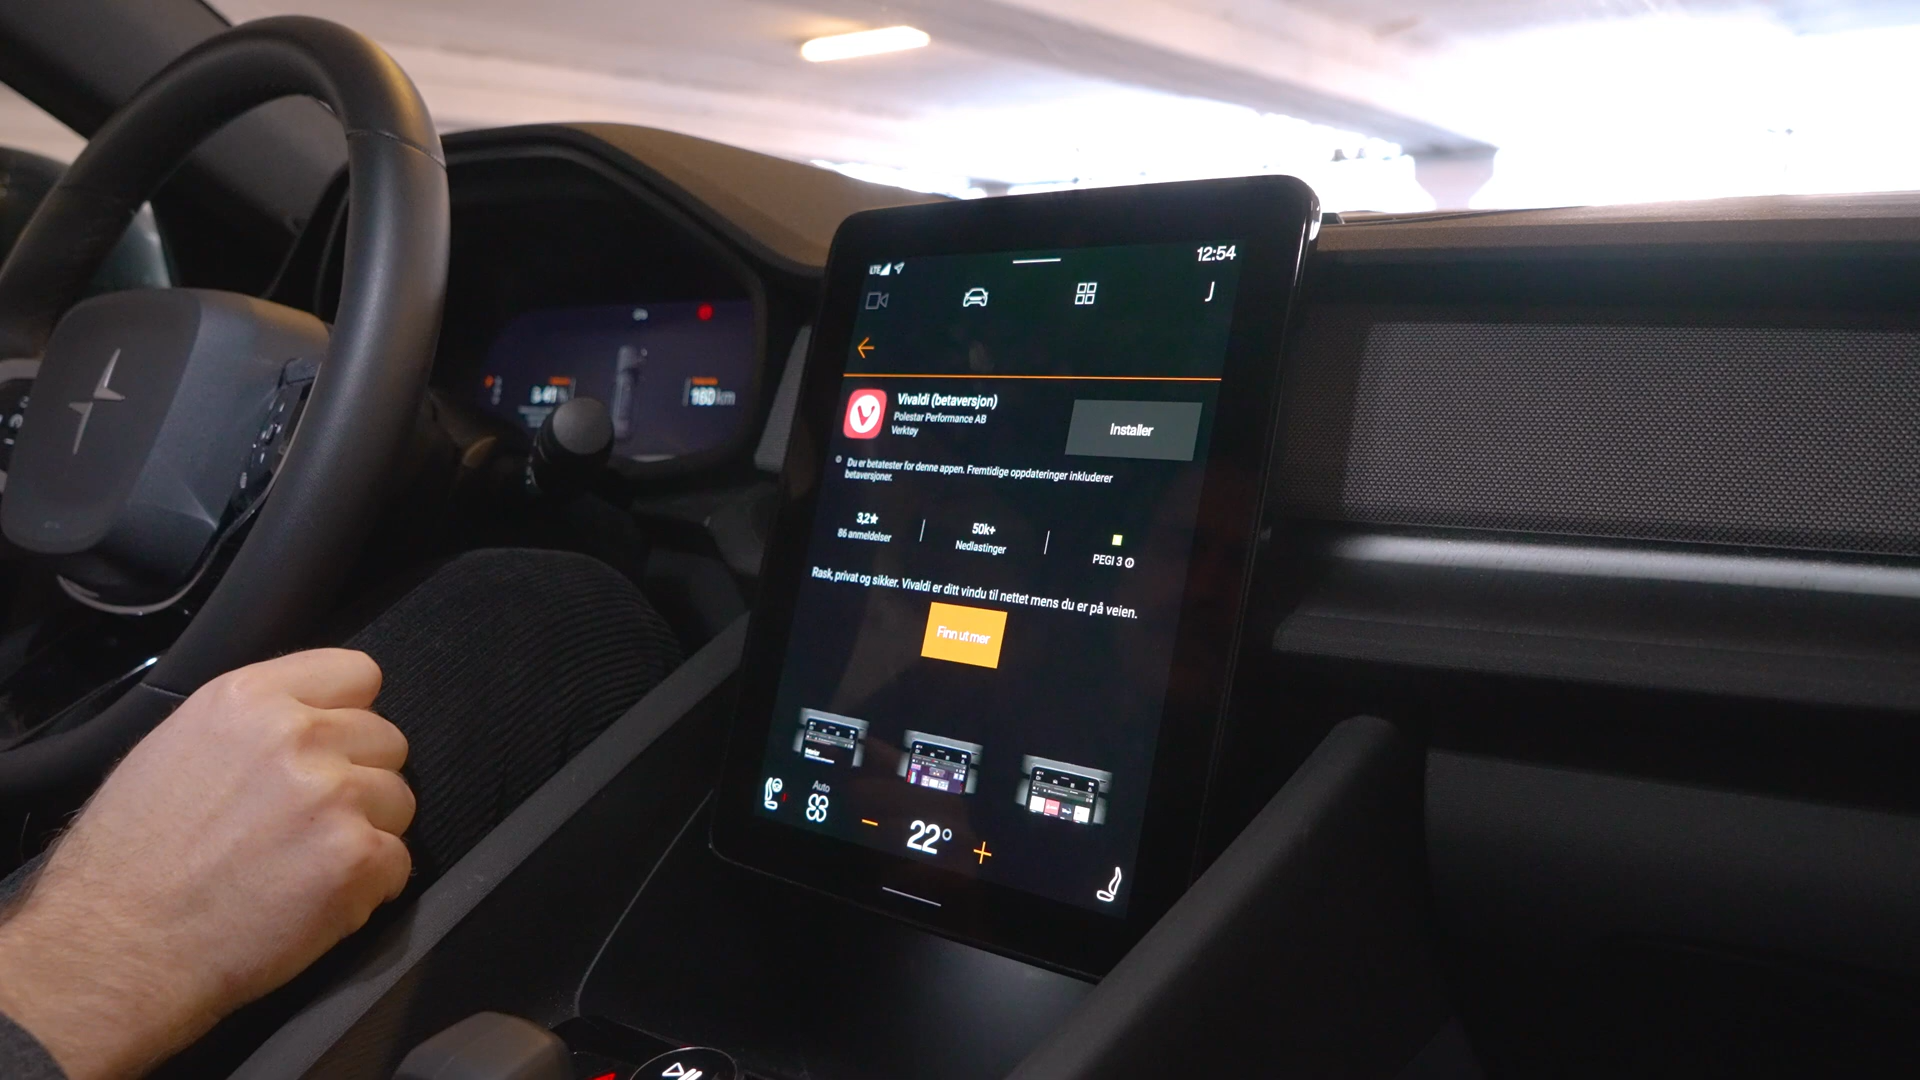 LTE
12:54
J
Vivaldi (betaversjon)
Polestar Performance AB
Verktøy
Installer
Du er betatester for denne appen. Fremtidige oppdateringer inkluderer
betaversjoner.
3,2★
86 anmeldelser
50k+
Nedlastinger
PEGI 3
Rask, privat og sikker. Vivaldi er ditt vindu til nettet mens du er på veien.
Finn ut mer
Auto
22°
km